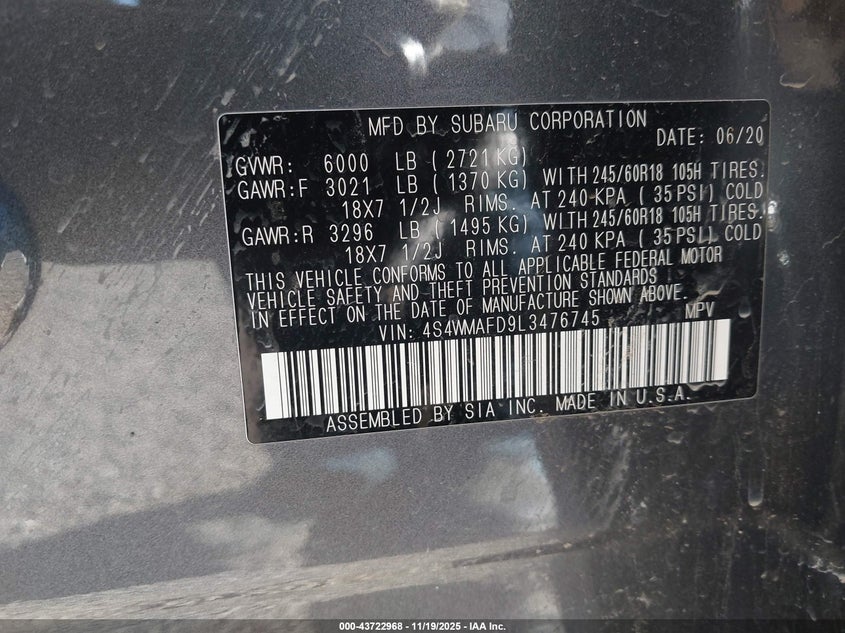 MFD BY SUBARU CORPORATION
DATE: 06/20
GVWR: 6000 LB ( 2721 KG)
GAWR:F 3021 LB ( 1370 KG) WITH 245/60R18 105H TIRES.
18X7 1/2J RIMS. AT 240 KPA ( 35 PSI) COLD
GAWR:R 3296 LB ( 1495 KG) WITH 245/60R18 105H TIRES.
18X7 1/2J RIMS. AT 240 KPA ( 35 PSI) COLD
THIS VEHICLE CONFORMS TO ALL APPLICABLE FEDERAL MOTOR
VEHICLE SAFETY AND THEFT PREVENTION STANDARDS
IN EFFECT ON THE DATE OF MANUFACTURE SHOWN ABOVE.
VIN: 4S4WMAFD9L3476745 MPV
ASSEMBLED BY SIA INC. MADE IN U.S.A.
000-43722968 - 11/19/2025 - IAA Inc.